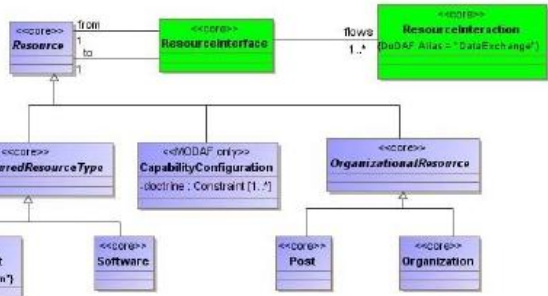 <<core>>
Resource
from
1
to
1
<<core>>
ResourceInterface
flows
1..*
<<core>>
ResourceInteraction
{DoDAF Alias = "DataExchange"}
<<core>>
rredResourceType
<<MODAF only>>
CapabilityConfiguration
-doctrine : Constraint [1..*]
<<core>>
OrganizationalResource
t
n"}
<<core>>
Software
<<core>>
Post
<<core>>
Organization